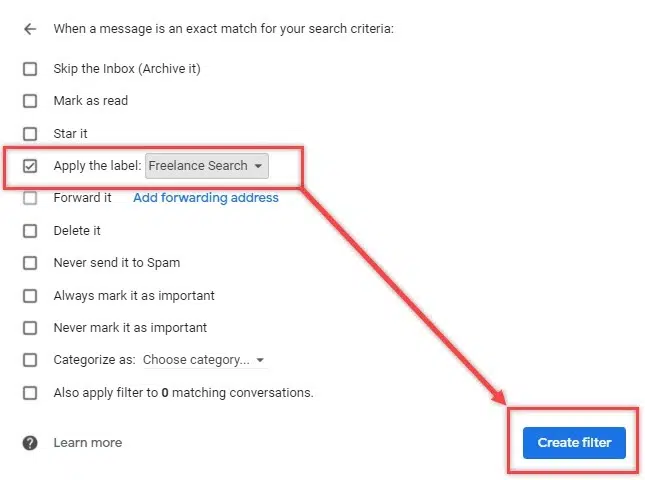 When a message is an exact match for your search criteria:
Skip the Inbox (Archive it)
Mark as read
Star it
Apply the label: Freelance Search
Forward it Add forwarding address
Delete it
Never send it to Spam
Always mark it as important
Never mark it as important
Categorize as: Choose category...
Also apply filter to 0 matching conversations.
Learn more
Create filter